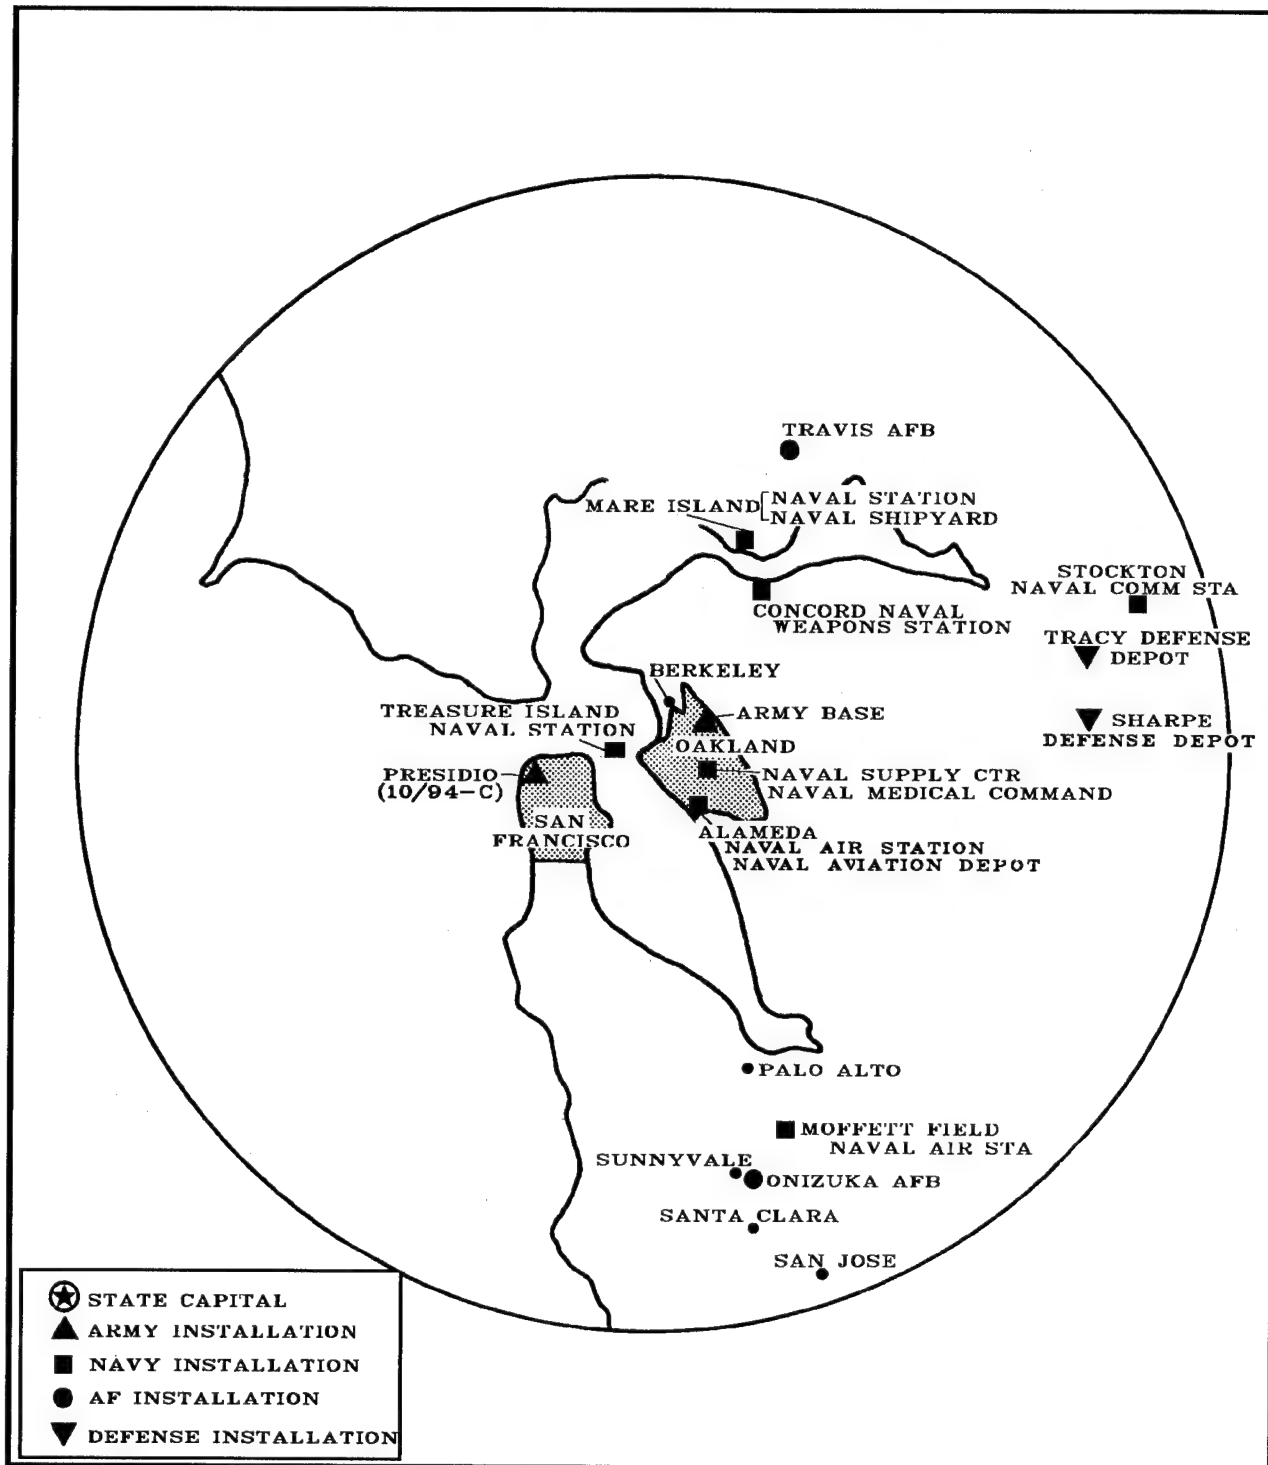 TRAVIS AFB
MARE ISLAND
NAVAL STATION
NAVAL SHIPYARD
STOCKTON
NAVAL COMM STA
CONCORD NAVAL
WEAPONS STATION
TRACY DEFENSE
DEPOT
BERKELEY
TREASURE ISLAND
NAVAL STATION
ARMY BASE
SHARPE
DEFENSE DEPOT
OAKLAND
PRESIDIO
(10/94-C)
NAVAL SUPPLY CTR
NAVAL MEDICAL COMMAND
SAN
FRANCISCO
ALAMEDA
NAVAL AIR STATION
NAVAL AVIATION DEPOT
PALO ALTO
MOFFETT FIELD
NAVAL AIR STA
SUNNYVALE
ONIZUKA AFB
SANTA CLARA
SAN JOSE
STATE CAPITAL
ARMY INSTALLATION
NAVY INSTALLATION
AF INSTALLATION
DEFENSE INSTALLATION